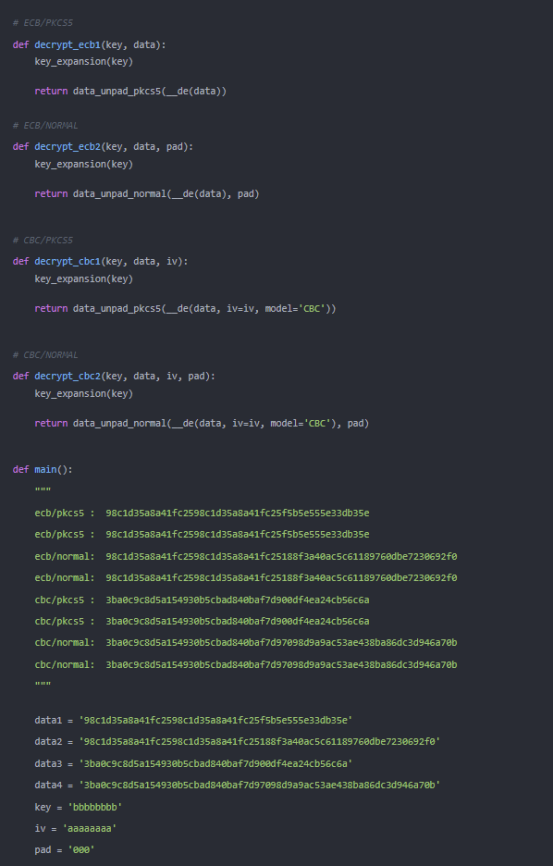 # ECB/PKCS5
def decrypt_ecb1(key, data):
    key_expansion(key)
    return data_unpad_pkcs5(__de(data))
# ECB/NORMAL
def decrypt_ecb2(key, data, pad):
    key_expansion(key)
    return data_unpad_normal(__de(data), pad)
# CBC/PKCS5
def decrypt_cbc1(key, data, iv):
    key_expansion(key)
    return data_unpad_pkcs5(__de(data, iv=iv, model='CBC'))
# CBC/NORMAL
def decrypt_cbc2(key, data, iv, pad):
    key_expansion(key)
    return data_unpad_normal(__de(data, iv=iv, model='CBC'), pad)
def main():
    """
    ecb/pkcs5 :  98c1d35a8a41fc2598c1d35a8a41fc25f5b5e555e33db35e
    ecb/pkcs5 :  98c1d35a8a41fc2598c1d35a8a41fc25f5b5e555e33db35e
    ecb/normal:  98c1d35a8a41fc2598c1d35a8a41fc25188f3a40ac5c61189760dbe7230692f0
    ecb/normal:  98c1d35a8a41fc2598c1d35a8a41fc25188f3a40ac5c61189760dbe7230692f0
    cbc/pkcs5 :  3ba0c9c8d5a154930b5cbad840baf7d900df4ea24cb56c6a
    cbc/pkcs5 :  3ba0c9c8d5a154930b5cbad840baf7d900df4ea24cb56c6a
    cbc/normal:  3ba0c9c8d5a154930b5cbad840baf7d97098d9a9ac53ae438ba86dc3d946a70b
    cbc/normal:  3ba0c9c8d5a154930b5cbad840baf7d97098d9a9ac53ae438ba86dc3d946a70b
    """
    data1 = '98c1d35a8a41fc2598c1d35a8a41fc25f5b5e555e33db35e'
    data2 = '98c1d35a8a41fc2598c1d35a8a41fc25188f3a40ac5c61189760dbe7230692f0'
    data3 = '3ba0c9c8d5a154930b5cbad840baf7d900df4ea24cb56c6a'
    data4 = '3ba0c9c8d5a154930b5cbad840baf7d97098d9a9ac53ae438ba86dc3d946a70b'
    key = 'bbbbbbbb'
    iv = 'aaaaaaaa'
    pad = '000'